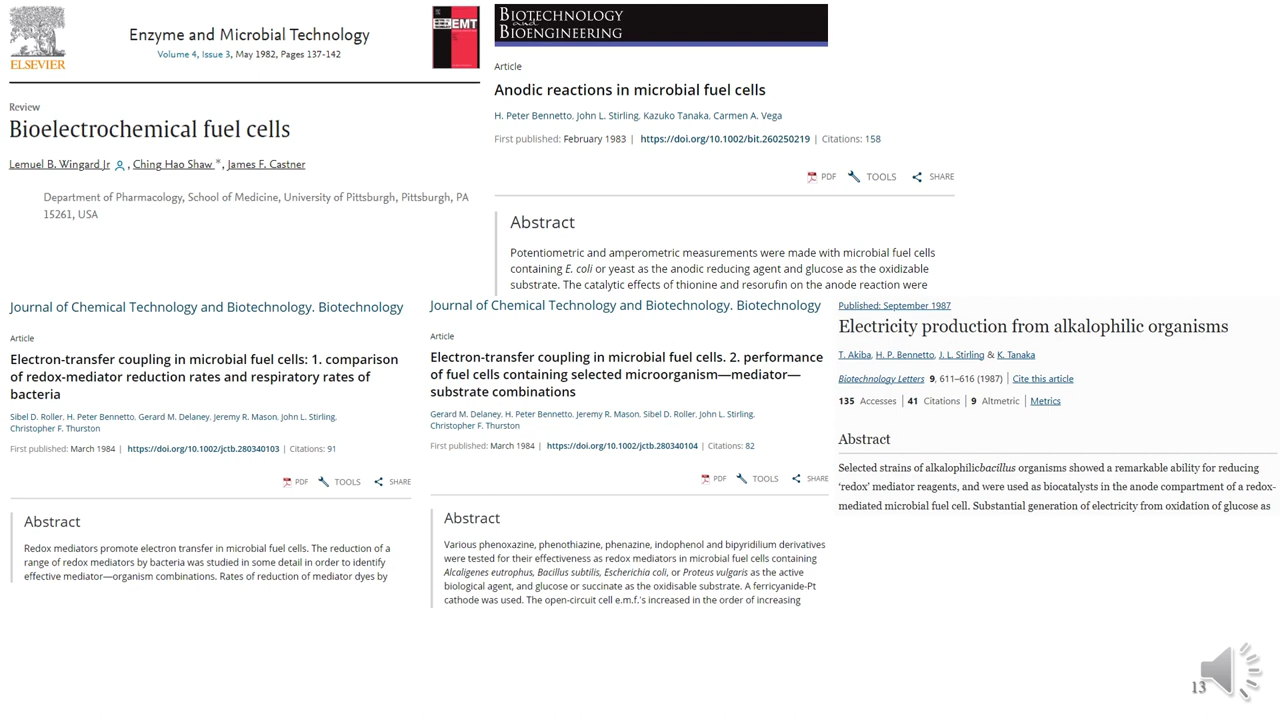 ELSEVIER
Enzyme and Microbial Technology
Volume 4, Issue 3, May 1982, Pages 137-142
EMT
Review
Bioelectrochemical fuel cells
Lemuel B. Wingard Jr , Ching Hao Shaw *, James F. Castner
Department of Pharmacology, School of Medicine, University of Pittsburgh, Pittsburgh, PA
15261, USA
BIOTECHNOLOGY
and
BIOENGINEERING
Article
Anodic reactions in microbial fuel cells
H. Peter Bennetto, John L. Stirling, Kazuko Tanaka, Carmen A. Vega
First published: February 1983 | https://doi.org/10.1002/bit.260250219 | Citations: 158
PDF TOOLS SHARE
Abstract
Potentiometric and amperometric measurements were made with microbial fuel cells
containing E. coli or yeast as the anodic reducing agent and glucose as the oxidizable
substrate. The catalytic effects of thionine and resorufin on the anode reaction were
Journal of Chemical Technology and Biotechnology. Biotechnology
Article
Electron-transfer coupling in microbial fuel cells: 1. comparison
of redox-mediator reduction rates and respiratory rates of
bacteria
Sibel D. Roller, H. Peter Bennetto, Gerard M. Delaney, Jeremy R. Mason, John L. Stirling,
Christopher F. Thurston
First published: March 1984 | https://doi.org/10.1002/jctb.280340103 | Citations: 91
PDF TOOLS SHARE
Abstract
Redox mediators promote electron transfer in microbial fuel cells. The reduction of a
range of redox mediators by bacteria was studied in some detail in order to identify
effective mediator—organism combinations. Rates of reduction of mediator dyes by
Journal of Chemical Technology and Biotechnology. Biotechnology
Article
Electron-transfer coupling in microbial fuel cells. 2. performance
of fuel cells containing selected microorganism—mediator—
substrate combinations
Gerard M. Delaney, H. Peter Bennetto, Jeremy R. Mason, Sibel D. Roller, John L. Stirling,
Christopher F. Thurston
First published: March 1984 | https://doi.org/10.1002/jctb.280340104 | Citations: 82
PDF TOOLS SHARE
Abstract
Various phenoxazine, phenothiazine, phenazine, indophenol and bipyridilium derivatives
were tested for their effectiveness as redox mediators in microbial fuel cells containing
Alcaligenes eutrophus, Bacillus subtilis, Escherichia coli, or Proteus vulgaris as the active
biological agent, and glucose or succinate as the oxidisable substrate. A ferricyanide-Pt
cathode was used. The open-circuit cell e.m.f.'s increased in the order of increasing
Published: September 1987
Electricity production from alkalophilic organisms
T. Akiba, H. P. Bennetto, J. L. Stirling & K. Tanaka
Biotechnology Letters 9, 611–616 (1987) | Cite this article
135 Accesses | 41 Citations | 9 Altmetric | Metrics
Abstract
Selected strains of alkalophilicbacillus organisms showed a remarkable ability for reducing
'redox' mediator reagents, and were used as biocatalysts in the anode compartment of a redox-
mediated microbial fuel cell. Substantial generation of electricity from oxidation of glucose as
13